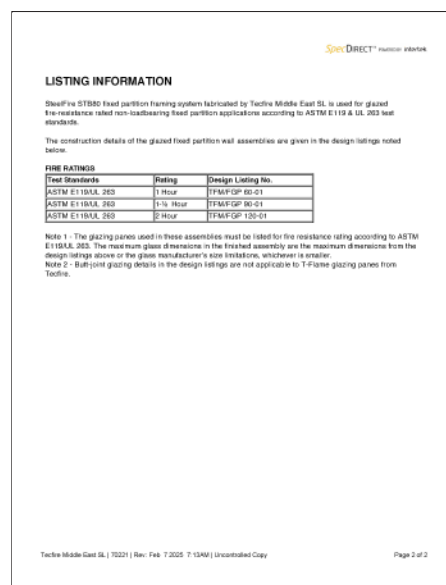 SpecDIRECT™ POWERED BY intertek
LISTING INFORMATION
SteelFire STB80 fixed partition framing system fabricated by Tecfire Middle East SL is used for glazed
fire-resistance rated non-loadbearing fixed partition applications according to ASTM E119 & UL 263 test
standards.
The construction details of the glazed fixed partition wall assemblies are given in the design listings noted
below.
FIRE RATINGS
Test Standards Rating Design Listing No.
ASTM E119/UL 263 1 Hour TFM/FGP 60-01
ASTM E119/UL 263 1-½ Hour TFM/FGP 90-01
ASTM E119/UL 263 2 Hour TFM/FGP 120-01
Note 1 - The glazing panes used in these assemblies must be listed for fire resistance rating according to ASTM
E119/UL 263. The maximum glass dimensions in the finished assembly are the maximum dimensions from the
design listings above or the glass manufacturer's size limitations, whichever is smaller.
Note 2 - Butt-joint glazing details in the design listings are not applicable to T-Flame glazing panes from
Tecfire.
Tecfire Middle East SL | 70221 | Rev: Feb 7 2025 7:13AM | Uncontrolled Copy Page 2 of 2